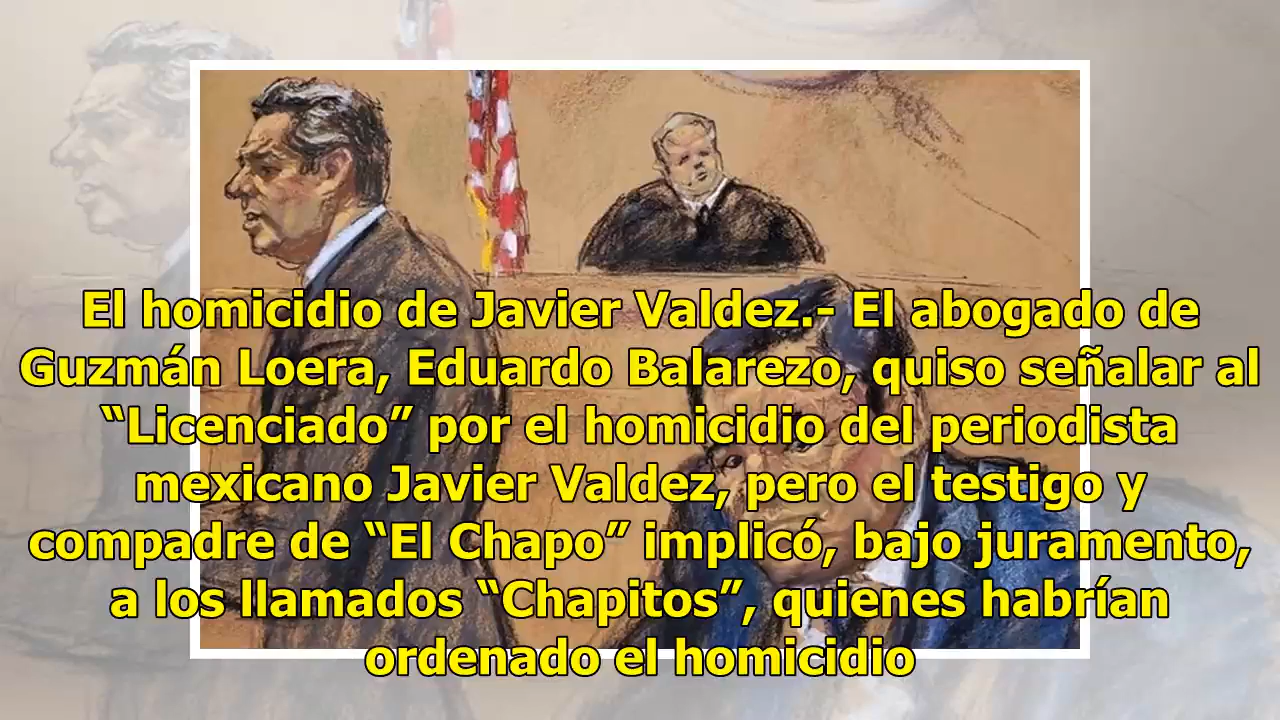 El homicidio de Javier Valdez.- El abogado de
Guzmán Loera, Eduardo Balarezo, quiso señalar al
“Licenciado” por el homicidio del periodista
mexicano Javier Valdez, pero el testigo y
compadre de “El Chapo” implicó, bajo juramento,
a los llamados “Chapitos”, quienes habrían
ordenado el homicidio